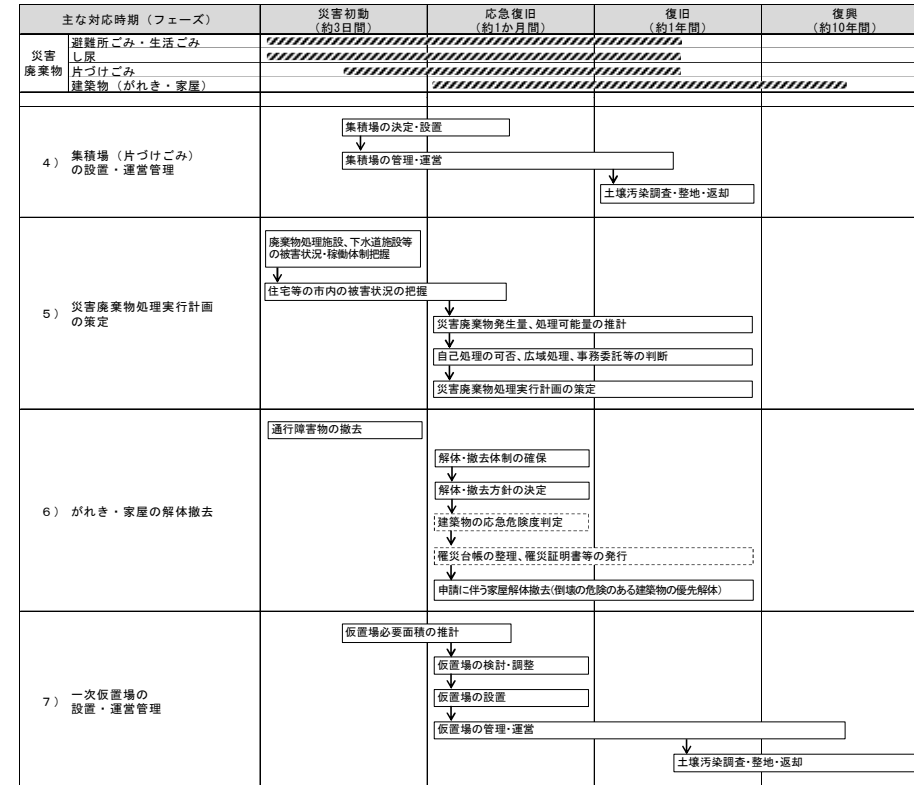 主な対応時期（フェーズ）
災害初動
（約3日間）
応急復旧
（約1か月間）
復旧
（約1年間）
復興
（約10年間）
災害
廃棄物
避難所ごみ・生活ごみ
し尿
片づけごみ
建築物（がれき・家屋）
4） 集積場（片づけごみ）
の設置・運営管理
集積場の決定・設置
集積場の管理・運営
土壌汚染調査・整地・返却
5） 災害廃棄物処理実行計画
の策定
廃棄物処理施設、下水道施設等
の被害状況・稼働体制把握
住宅等の市内の被害状況の把握
災害廃棄物発生量、処理可能量の推計
自己処理の可否、広域処理、事務委託等の判断
災害廃棄物処理実行計画の策定
6） がれき・家屋の解体撤去
通行障害物の撤去
解体・撤去体制の確保
解体・撤去方針の決定
建築物の応急危険度判定
罹災台帳の整理、罹災証明書等の発行
申請に伴う家屋解体撤去(倒壊の危険のある建築物の優先解体)
7） 一次仮置場の
設置・運営管理
仮置場必要面積の推計
仮置場の検討・調整
仮置場の設置
仮置場の管理・運営
土壌汚染調査・整地・返却